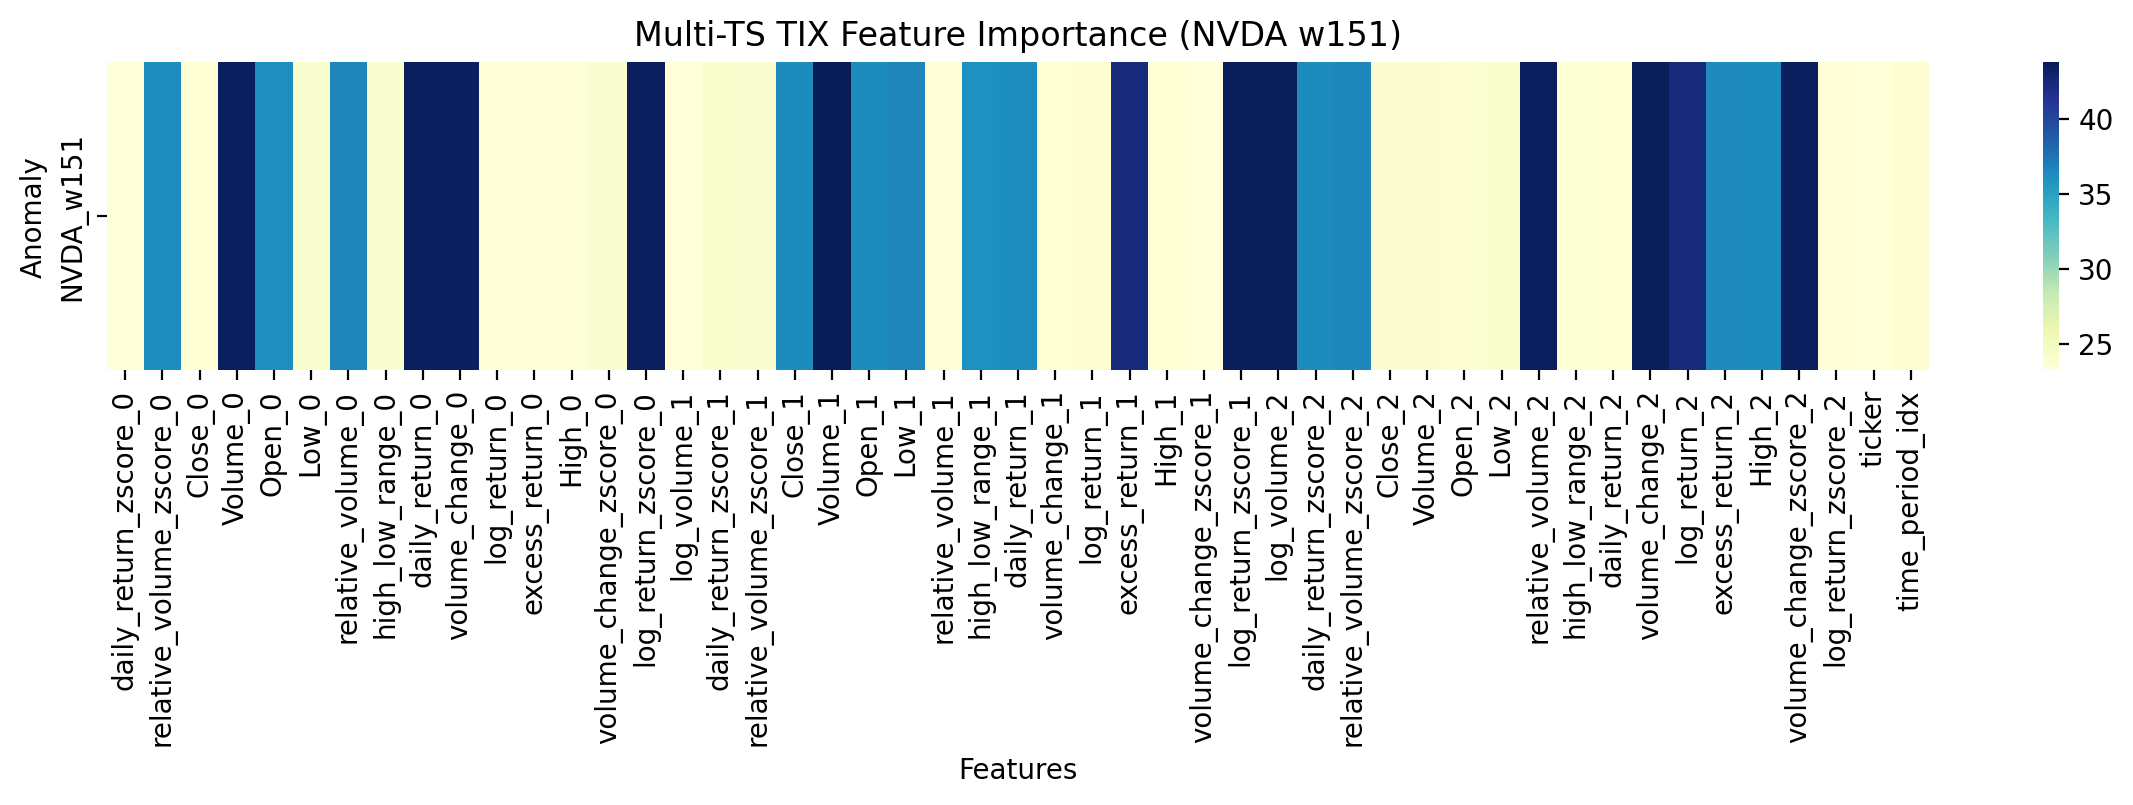 Multi-TS TIX Feature Importance (NVDA w151)
Anomaly
NVDA_w151
40
35
30
25
daily_return_zscore_0
relative_volume_zscore_0
Close_0
Volume_0
Open_0
Low_0
relative_volume_0
high_low_range_0
daily_return_0
volume_change_0
log_return_0
excess_return_0
High_0
volume_change_zscore_0
log_return_zscore_0
log_volume_1
daily_return_zscore_1
relative_volume_zscore_1
Close_1
Volume_1
Open_1
Low_1
relative_volume_1
high_low_range_1
daily_return_1
volume_change_1
log_return_1
excess_return_1
High_1
volume_change_zscore_1
log_return_zscore_1
log_volume_2
daily_return_zscore_2
relative_volume_zscore_2
Close_2
Volume_2
Open_2
Low_2
relative_volume_2
high_low_range_2
daily_return_2
volume_change_2
log_return_2
excess_return_2
High_2
volume_change_zscore_2
log_return_zscore_2
ticker
time_period_idx
Features